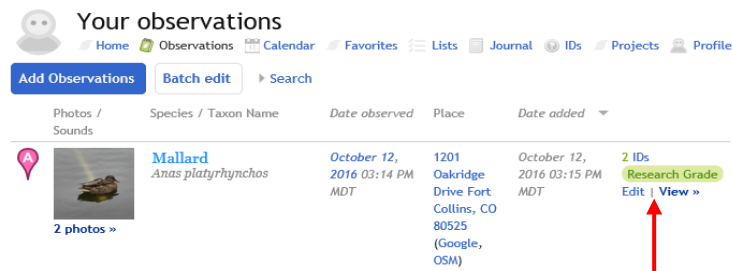 Your observations
Home Observations Calendar Favorites Lists Journal IDs Projects Profile
Add Observations Batch edit Search
Photos / Sounds Species / Taxon Name Date observed Place Date added
A
Mallard
Anas platyrhynchos
2 photos »
October 12, 2016 03:14 PM MDT
1201 Oakridge Drive Fort Collins, CO 80525 (Google, OSM)
October 12, 2016 03:15 PM MDT
2 IDs
Research Grade
Edit | View »